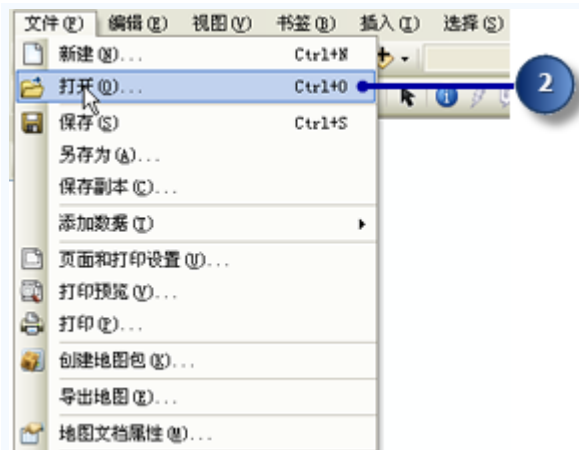 文件(F) 编辑(E) 视图(V) 书签(B) 插入(I) 选择(S)
新建(N)... Ctrl+N
打开(O)... Ctrl+O
2
保存(S) Ctrl+S
另存为(A)...
保存副本(C)...
添加数据(T)
页面和打印设置(U)...
打印预览(V)...
打印(P)...
创建地图包(K)...
导出地图(E)...
地图文档属性(M)...